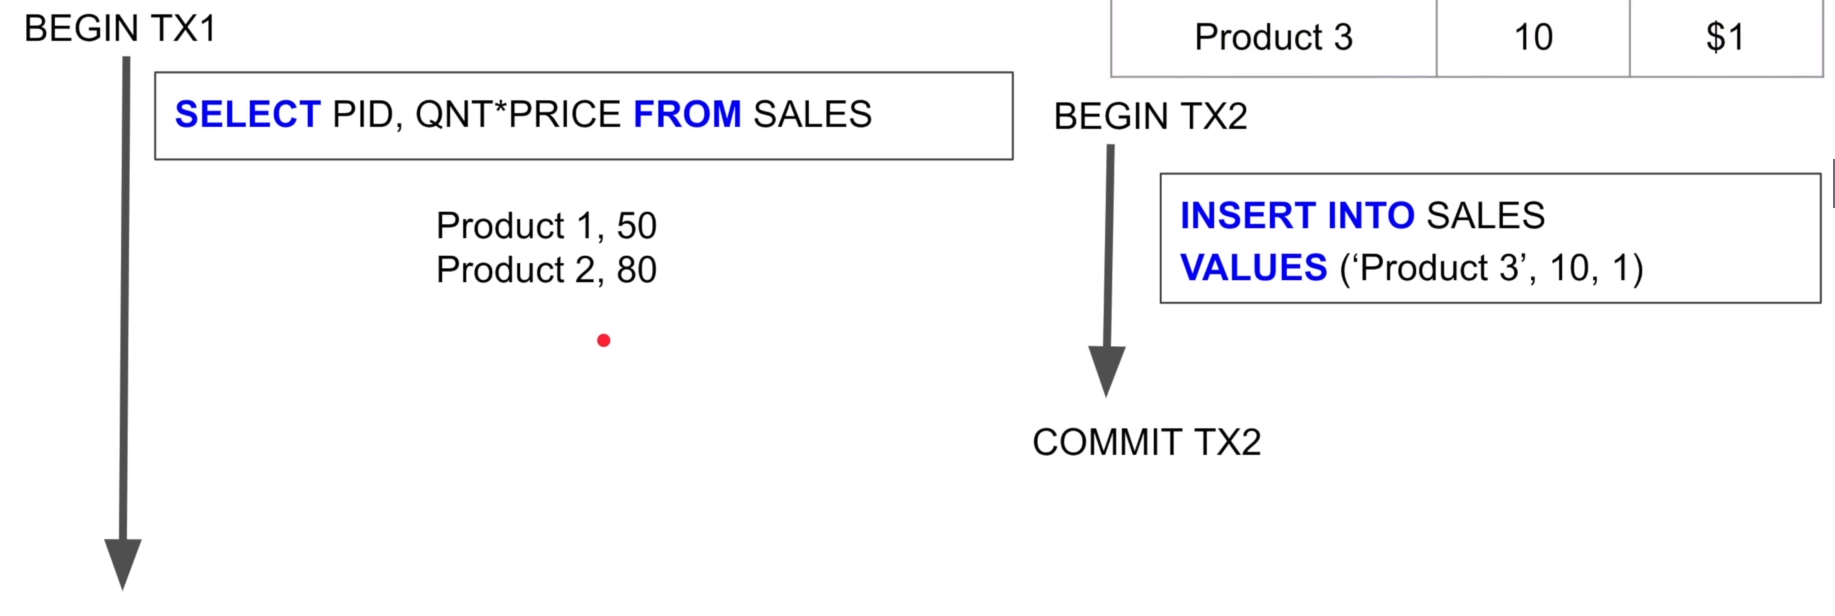 BEGIN TX1
SELECT PID, QNT*PRICE FROM SALES
Product 1, 50
Product 2, 80
Product 3 10 $1
BEGIN TX2
INSERT INTO SALES
VALUES (‘Product 3’, 10, 1)
COMMIT TX2